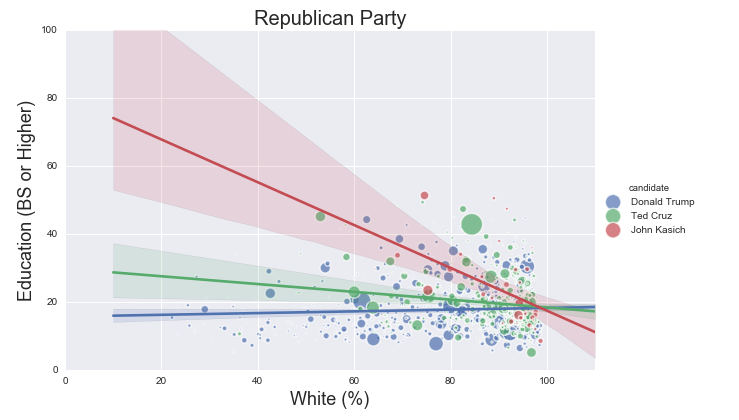 Republican Party
100
80
60
40
20
0
Education (BS or Higher)
0 20 40 60 80 100
White (%)
candidate
Donald Trump
Ted Cruz
John Kasich